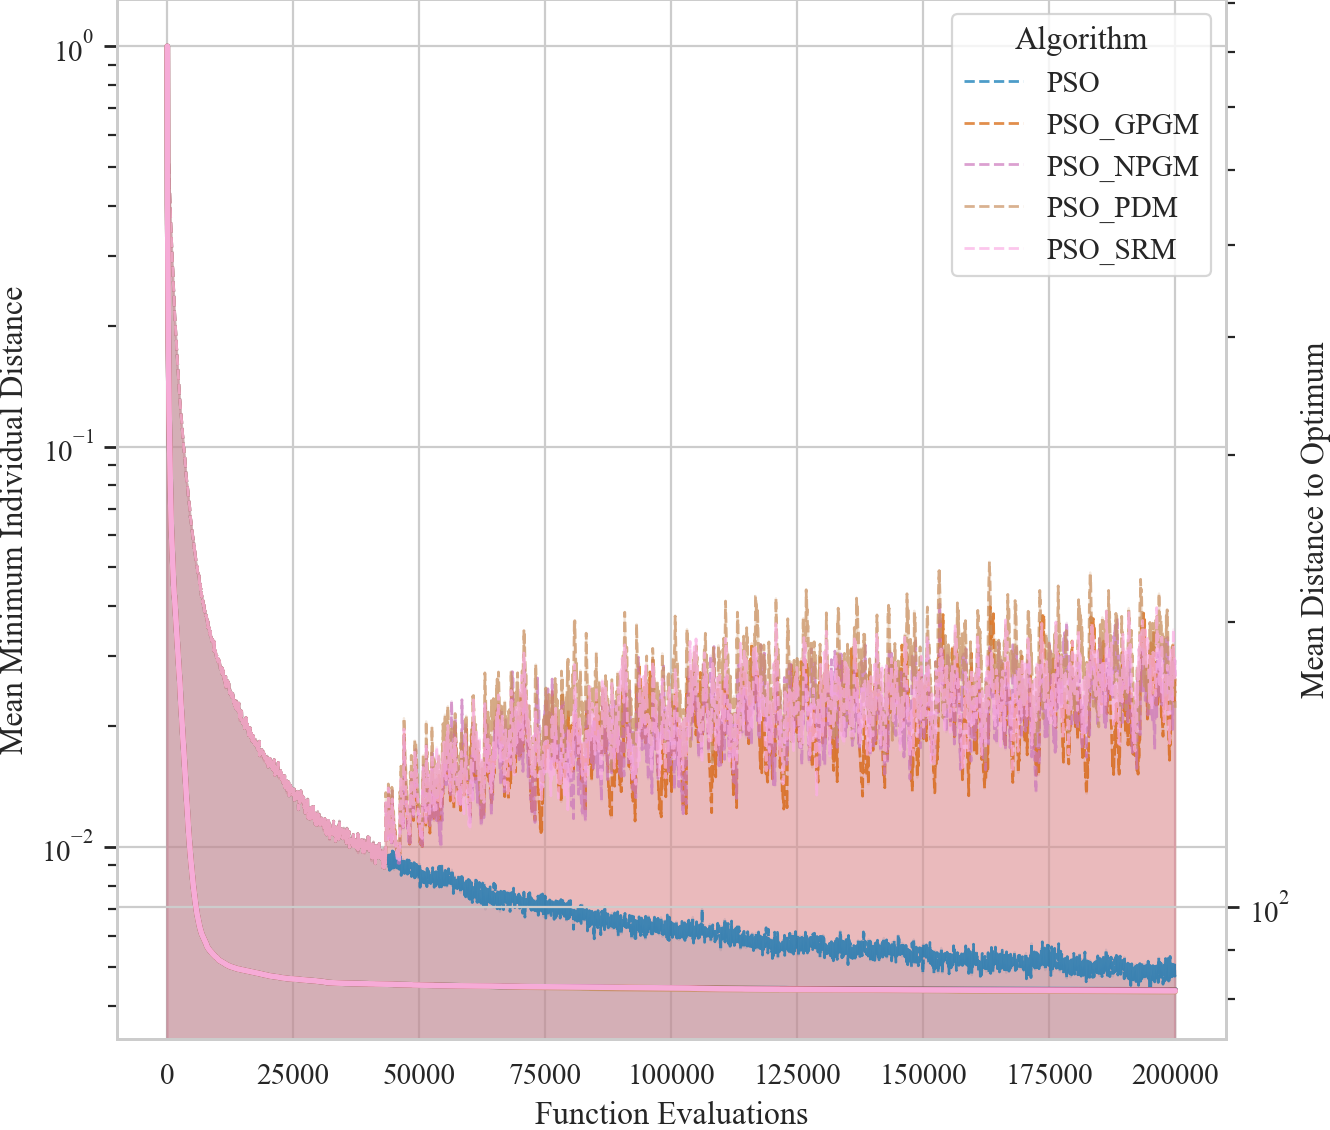 Algorithm
PSO
PSO_GPGM
PSO_NPGM
PSO_PDM
PSO_SRM
10^0
10^−1
10^−2
Mean Minimum Individual Distance
10^2
Mean Distance to Optimum
0 25000 50000 75000 100000 125000 150000 175000 200000
Function Evaluations